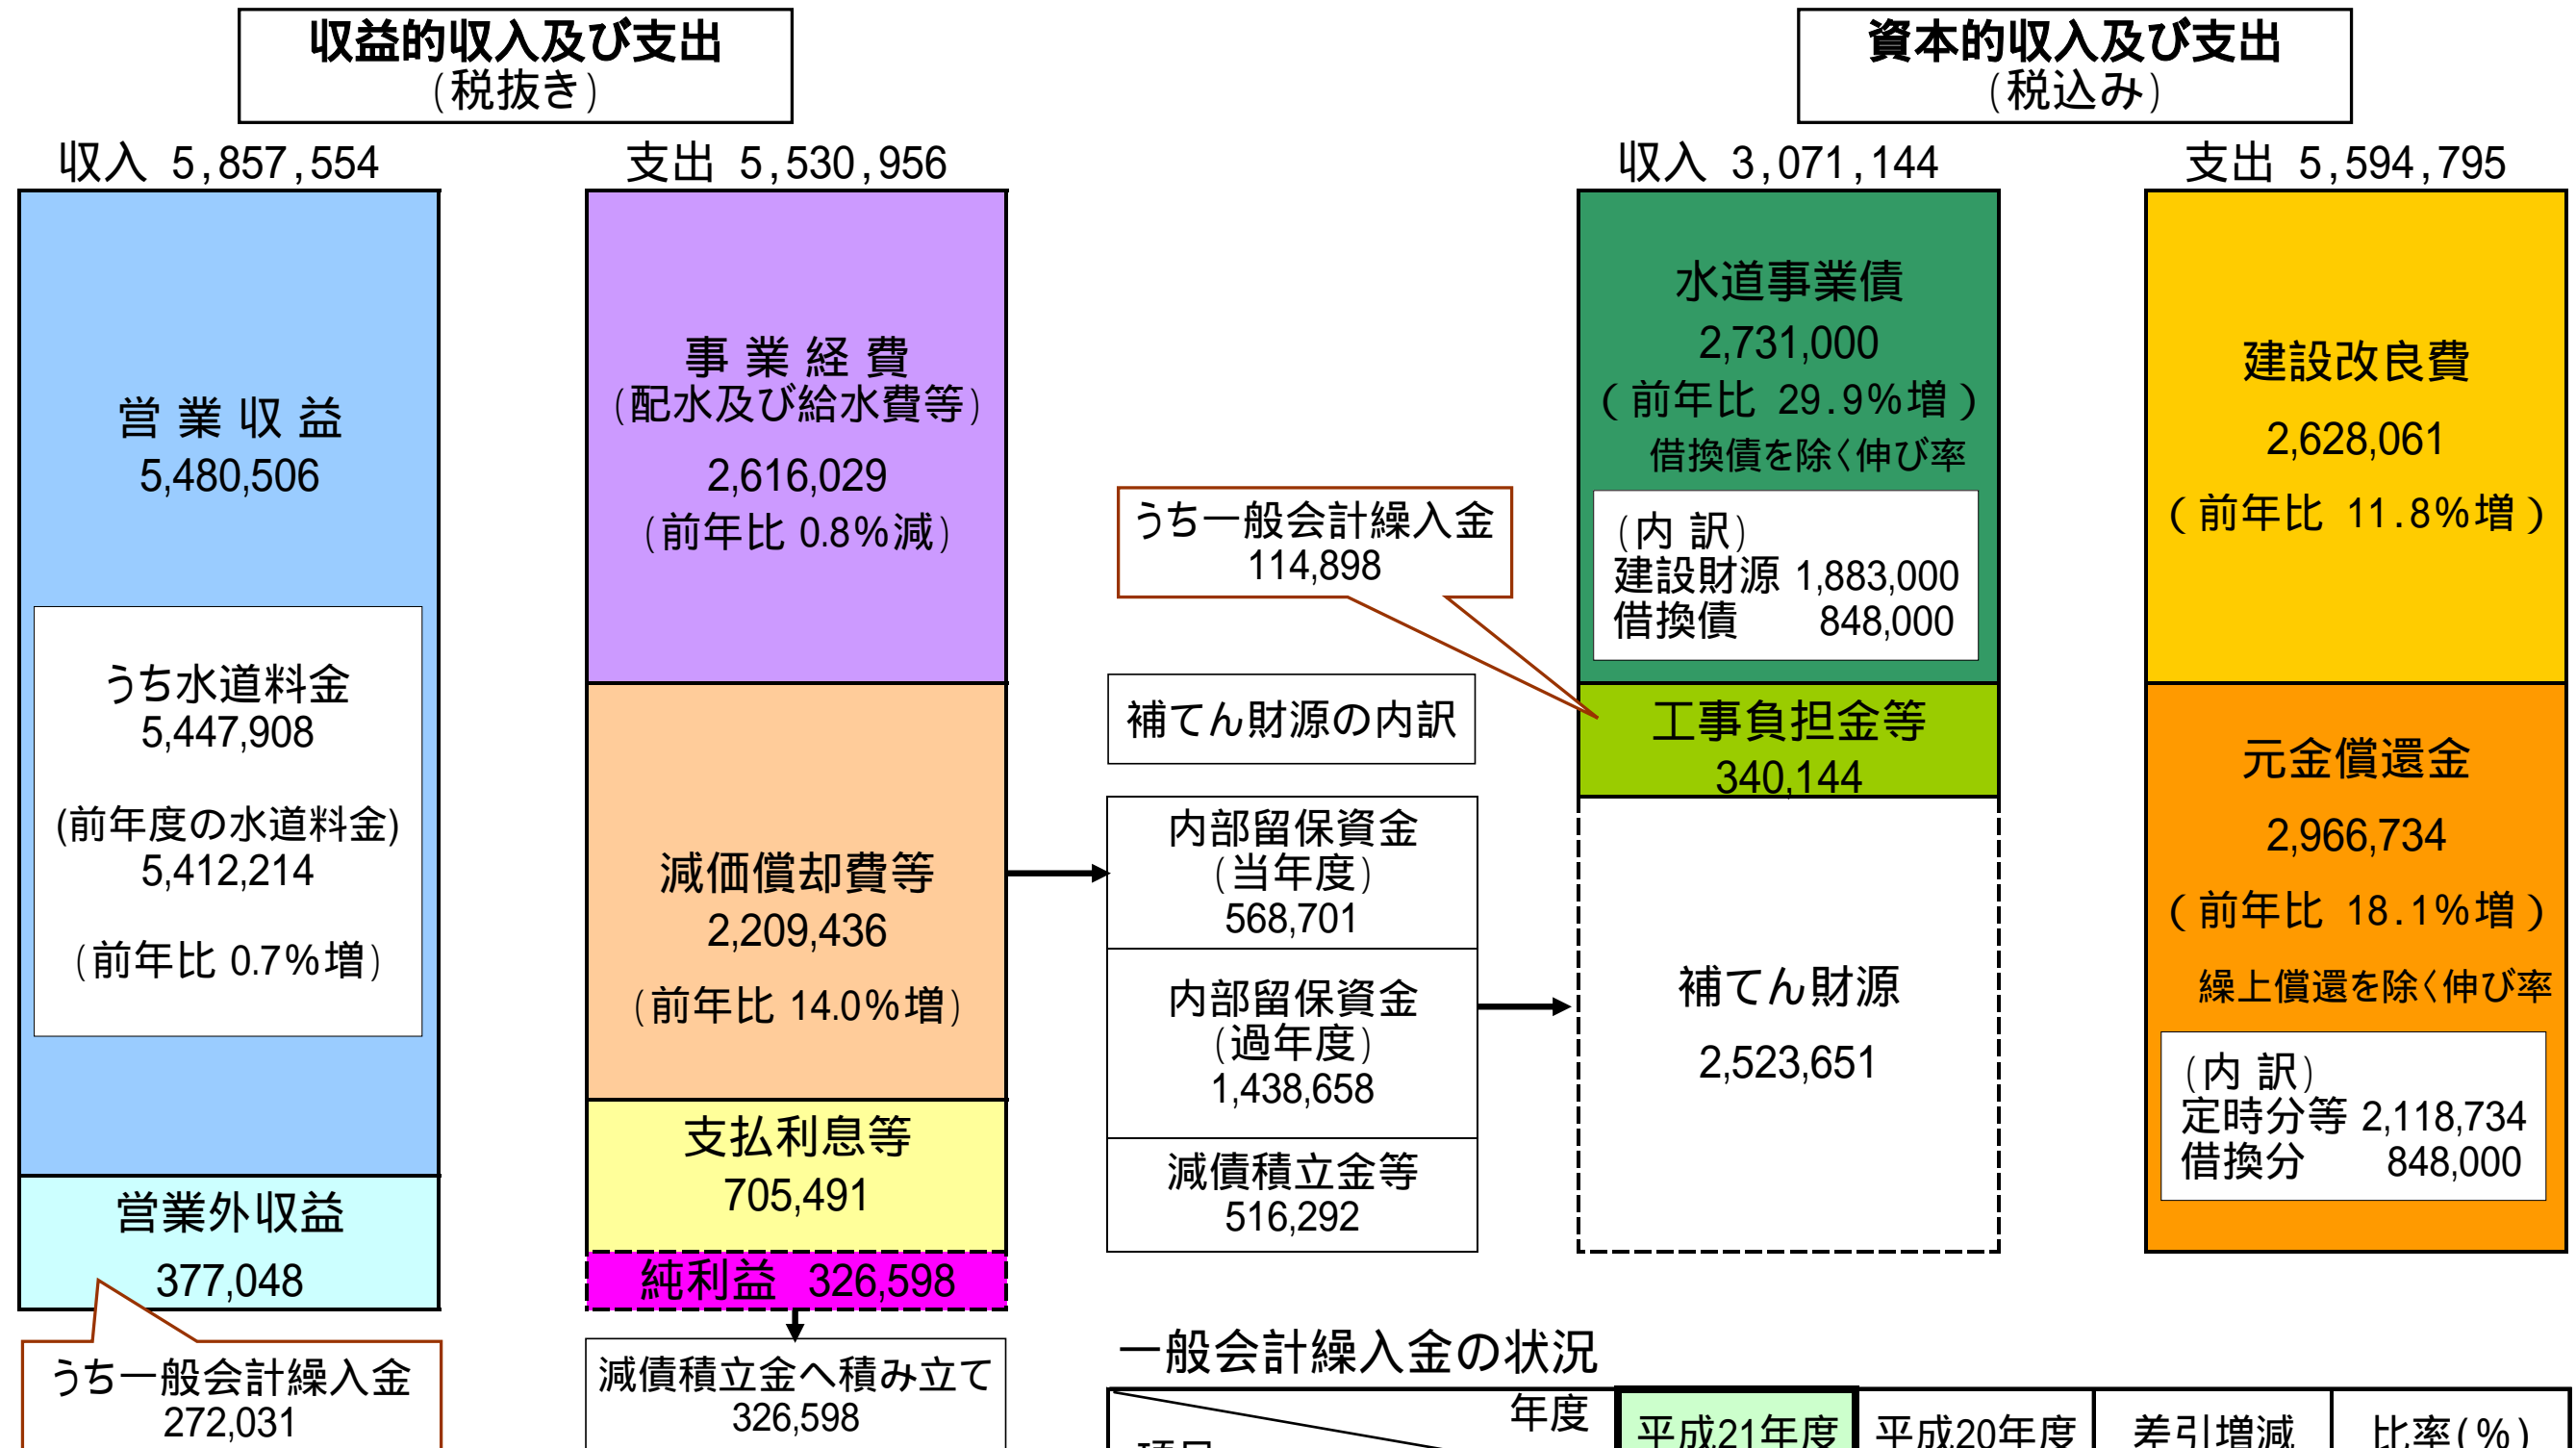 収益的収入及び支出
(税抜き)
収入 5,857,554
支出 5,530,956
営業収益
5,480,506
うち水道料金
5,447,908
(前年度の水道料金)
5,412,214
(前年比 0.7%増)
営業外収益
377,048
うち一般会計繰入金
272,031
事業経費
(配水及び給水費等)
2,616,029
(前年比 0.8%減)
減価償却費等
2,209,436
(前年比 14.0%増)
支払利息等
705,491
純利益 326,598
減債積立金へ積み立て
326,598
資本的収入及び支出
(税込み)
収入 3,071,144
支出 5,594,795
うち一般会計繰入金
114,898
補てん財源の内訳
内部留保資金
(当年度)
568,701
内部留保資金
(過年度)
1,438,658
減債積立金等
516,292
水道事業債
2,731,000
(前年比 29.9%増)
借換債を除く伸び率
(内 訳)
建設財源 1,883,000
借換債 848,000
工事負担金等
340,144
補てん財源
2,523,651
建設改良費
2,628,061
(前年比 11.8%増)
元金償還金
2,966,734
(前年比 18.1%増)
繰上償還を除く伸び率
(内 訳)
定時分等 2,118,734
借換分 848,000
一般会計繰入金の状況
年度
平成21年度 平成20年度 差引増減 比率(%)